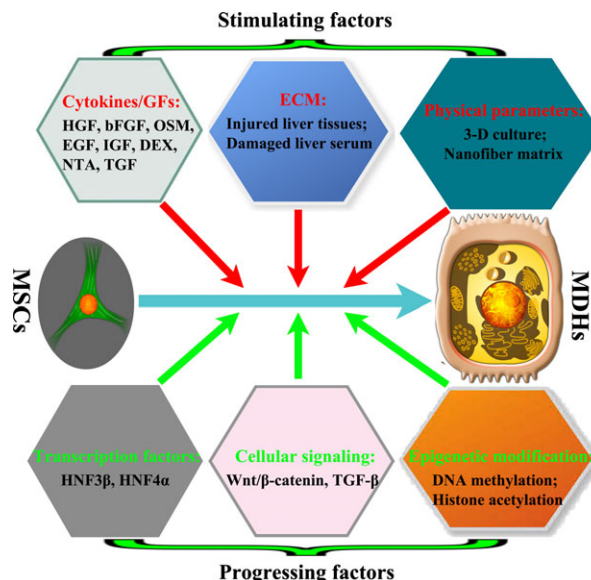 Stimulating factors
Cytokines/GFs:
HGF, bFGF, OSM,
EGF, IGF, DEX,
NTA, TGF
ECM:
Injured liver tissues;
Damaged liver serum
Physical parameters:
3-D culture;
Nanofiber matrix
MSCs
MDHs
Transcription factors:
HNF3β, HNF4α
Cellular signaling:
Wnt/β-catenin, TGF-β
Epigenetic modification:
DNA methylation;
Histone acetylation
Progressing factors